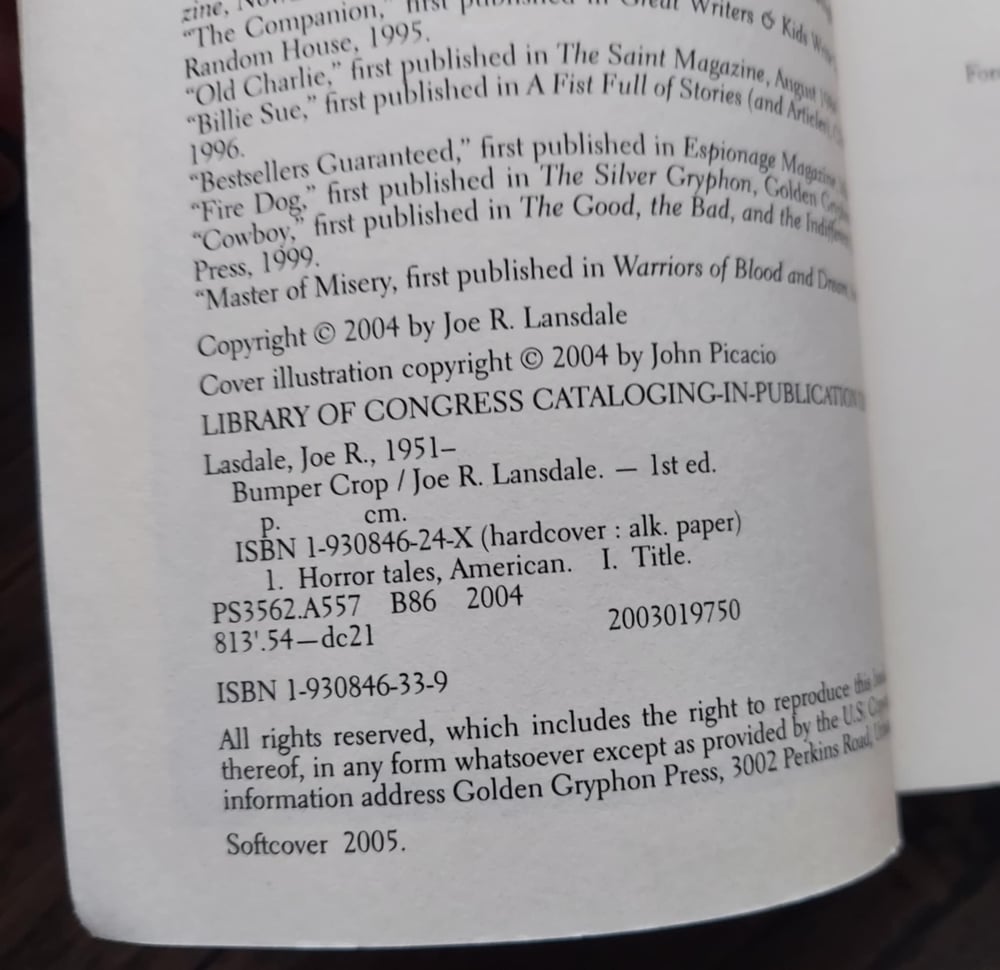 zine,
“The Companion,” first published in Great Writers & Kids
Random House, 1995.
“Old Charlie,” first published in The Saint Magazine, August
“Billie Sue,” first published in A Fist Full of Stories (and Articles),
1996.
“Bestsellers Guaranteed,” first published in Espionage Magazine
“Fire Dog,” first published in The Silver Gryphon, Golden
“Cowboy,” first published in The Good, the Bad, and the
Press, 1999.
“Master of Misery, first published in Warriors of Blood and
Copyright © 2004 by Joe R. Lansdale
Cover illustration copyright © 2004 by John Picacio
LIBRARY OF CONGRESS CATALOGING-IN-PUBLICATION
Lasdale, Joe R., 1951–
Bumper Crop / Joe R. Lansdale. — 1st ed.
p. cm.
ISBN 1-930846-24-X (hardcover : alk. paper)
1. Horror tales, American. I. Title.
PS3562.A557 B86 2004
813'.54—dc21 2003019750
ISBN 1-930846-33-9
All rights reserved, which includes the right to reproduce this
thereof, in any form whatsoever except as provided by the U.S.
information address Golden Gryphon Press, 3002 Perkins Road,
Softcover 2005.